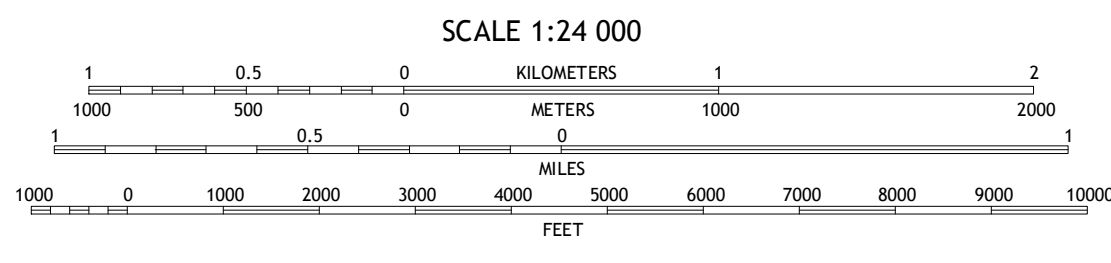 SCALE 1:24 000
1 0.5 0 KILOMETERS 1 2
1000 500 0 METERS 1000 2000
1 0.5 0 1
MILES
1000 0 1000 2000 3000 4000 5000 6000 7000 8000 9000 10000
FEET